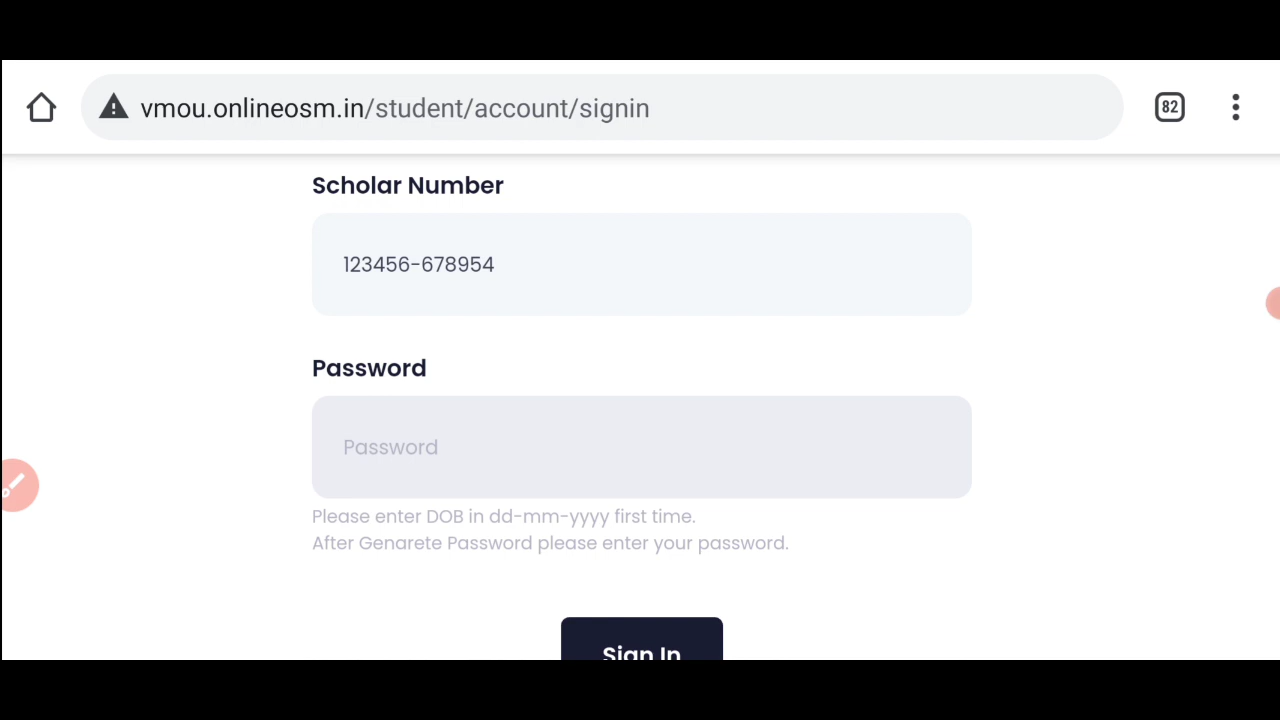 vmou.onlineosm.in/student/account/signin
82
Scholar Number
123456-678954
Password
Password
Please enter DOB in dd-mm-yyyy first time.
After Genarete Password please enter your password.
Sign In